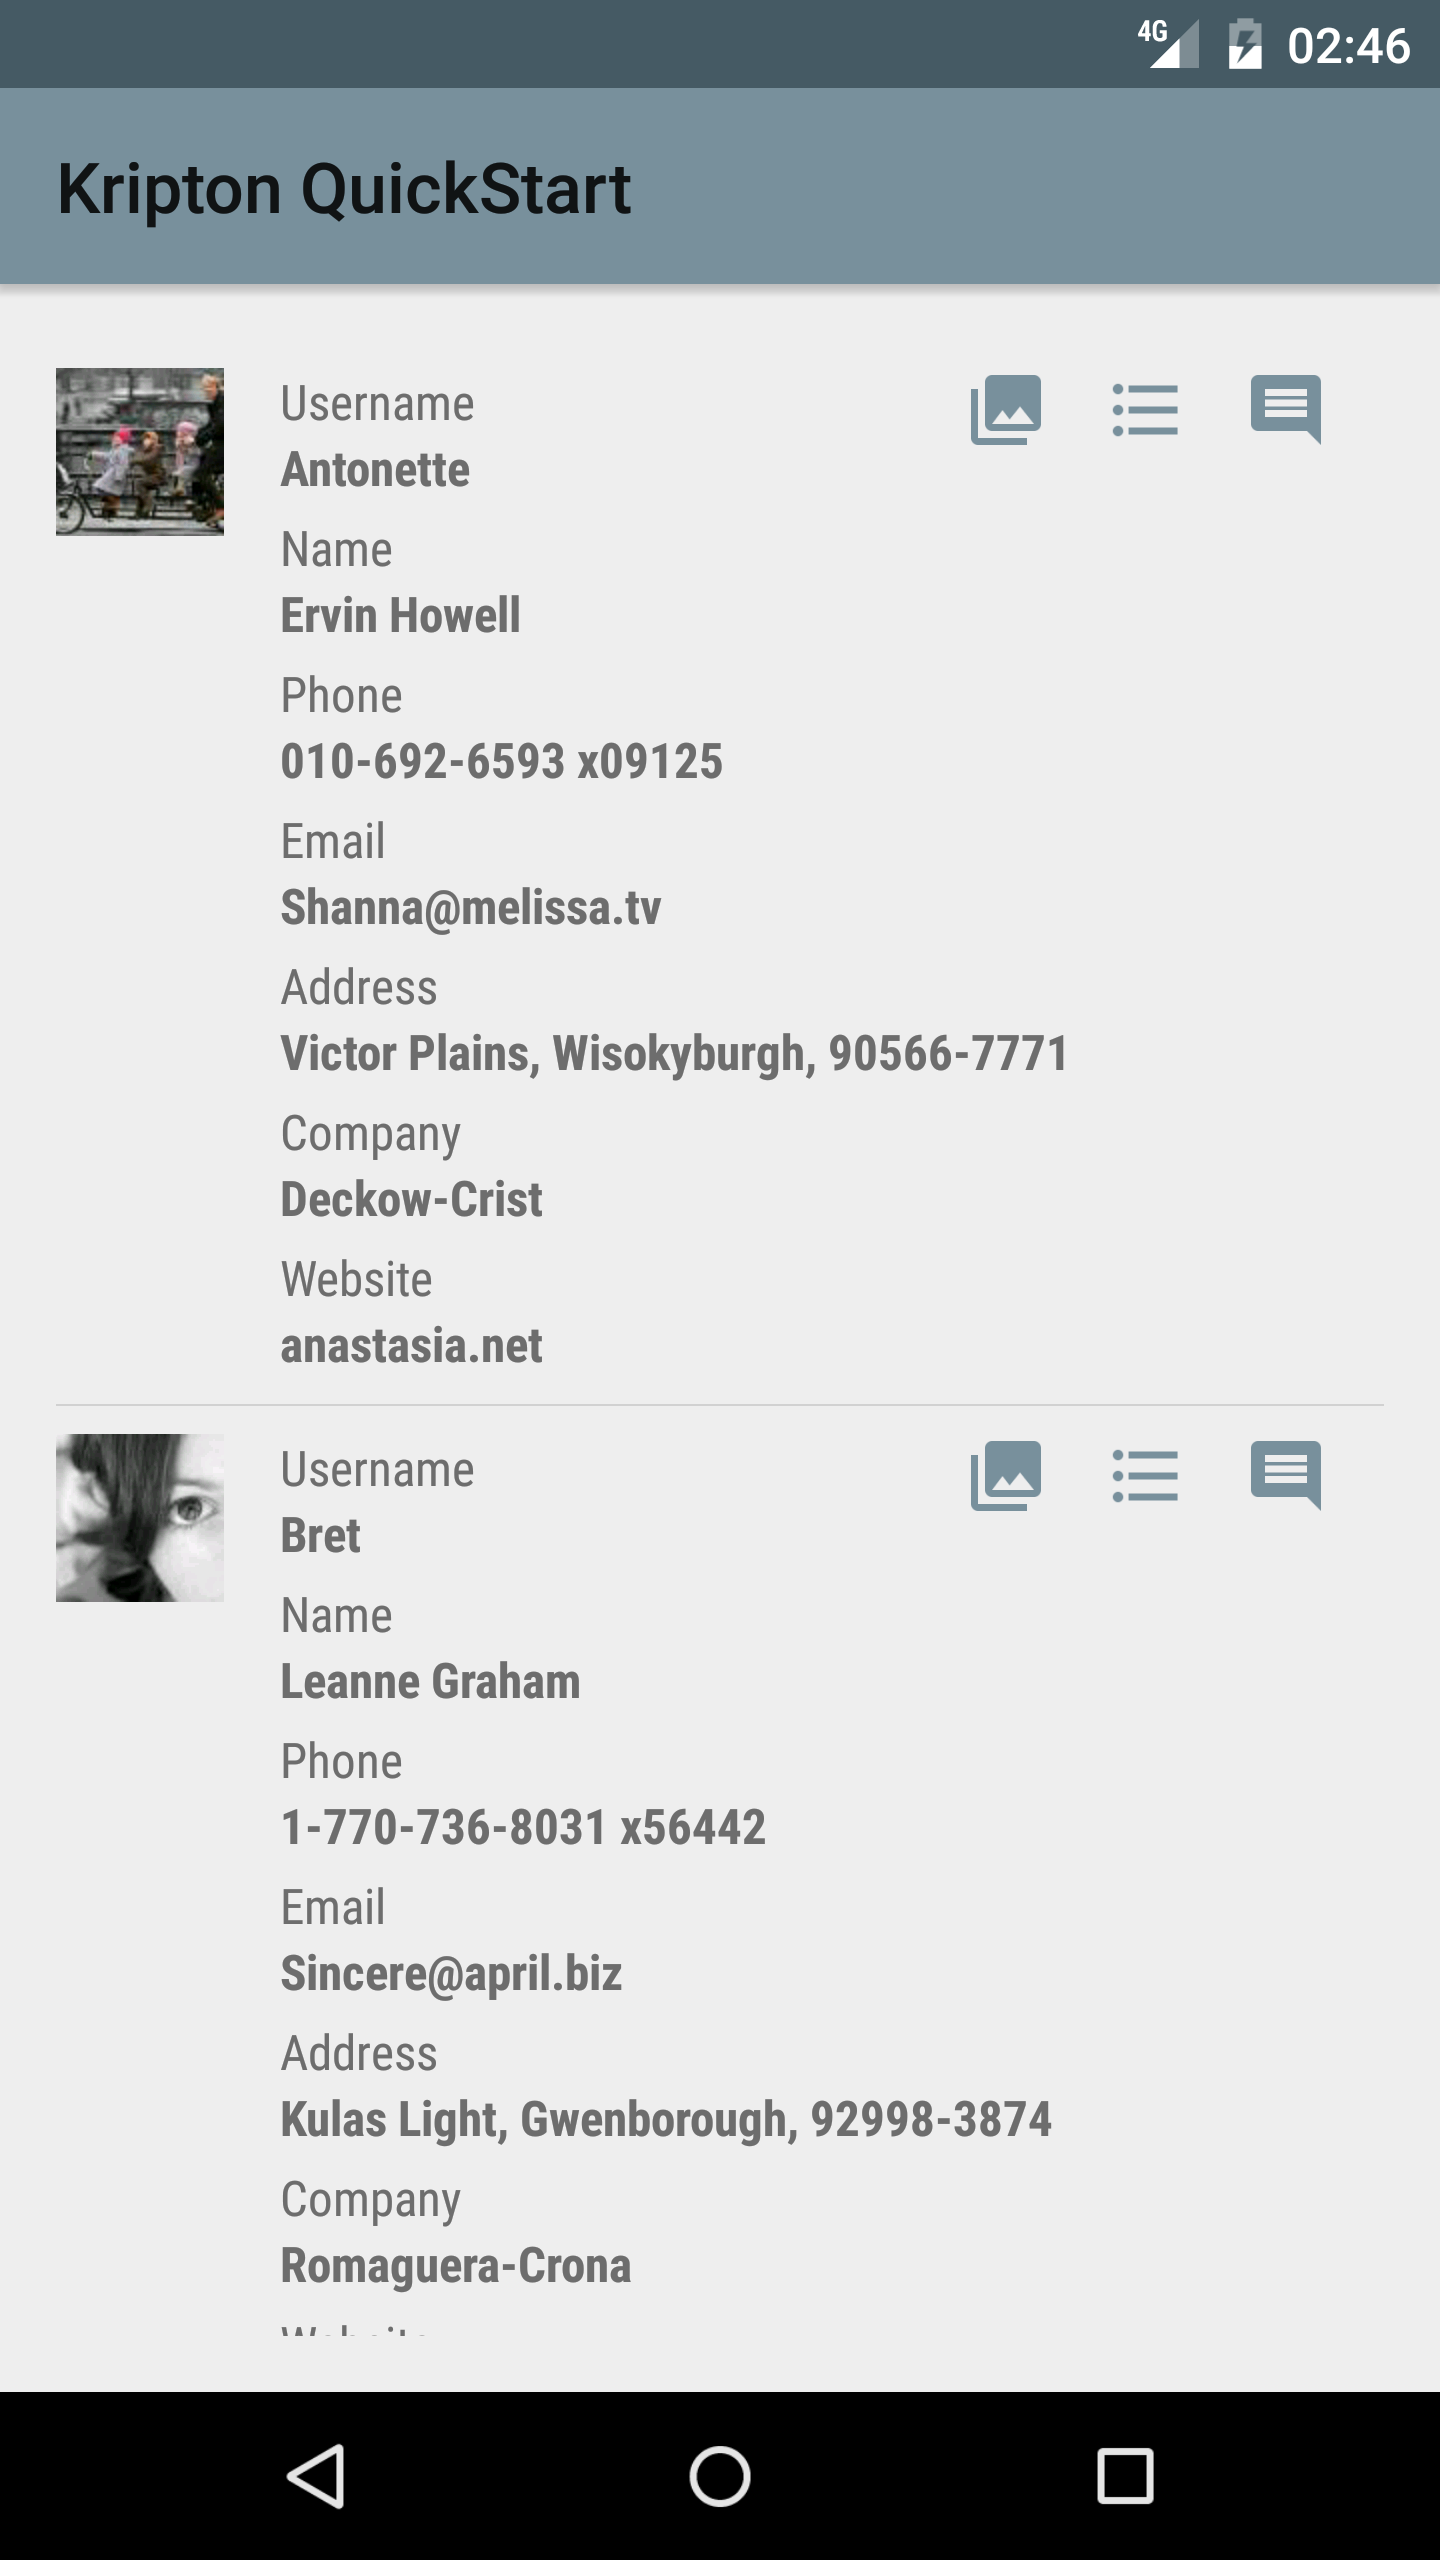 4G 02:46
Kripton QuickStart
Username
Antonette
Name
Ervin Howell
Phone
010-692-6593 x09125
Email
Shanna@melissa.tv
Address
Victor Plains, Wisokyburgh, 90566-7771
Company
Deckow-Crist
Website
anastasia.net
Username
Bret
Name
Leanne Graham
Phone
1-770-736-8031 x56442
Email
Sincere@april.biz
Address
Kulas Light, Gwenborough, 92998-3874
Company
Romaguera-Crona
Website